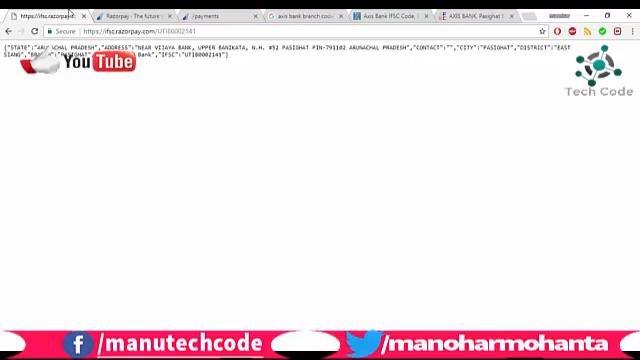 https://ifsc.razorpay.c
Razorpay - The future
/payments
axis bank branch code
Axis Bank IFSC Code,
AXIS BANK, Pasighat
Secure https://ifsc.razorpay.com/UTIB0002141
{"STATE":"ARUNACHAL PRADESH","ADDRESS":"NEAR VIJAYA BANK, UPPER BANIKATA, N.H. #52 PASIGHAT PIN-791102 ARUNACHAL PRADESH","CONTACT":"","CITY":"PASIGHAT","DISTRICT":"EAST
SIANG","BRANCH":"PASIGHAT" Bank","IFSC":"UTIB0002141"}
YouTube
Tech Code
f /manutechcode
/manoharmohanta